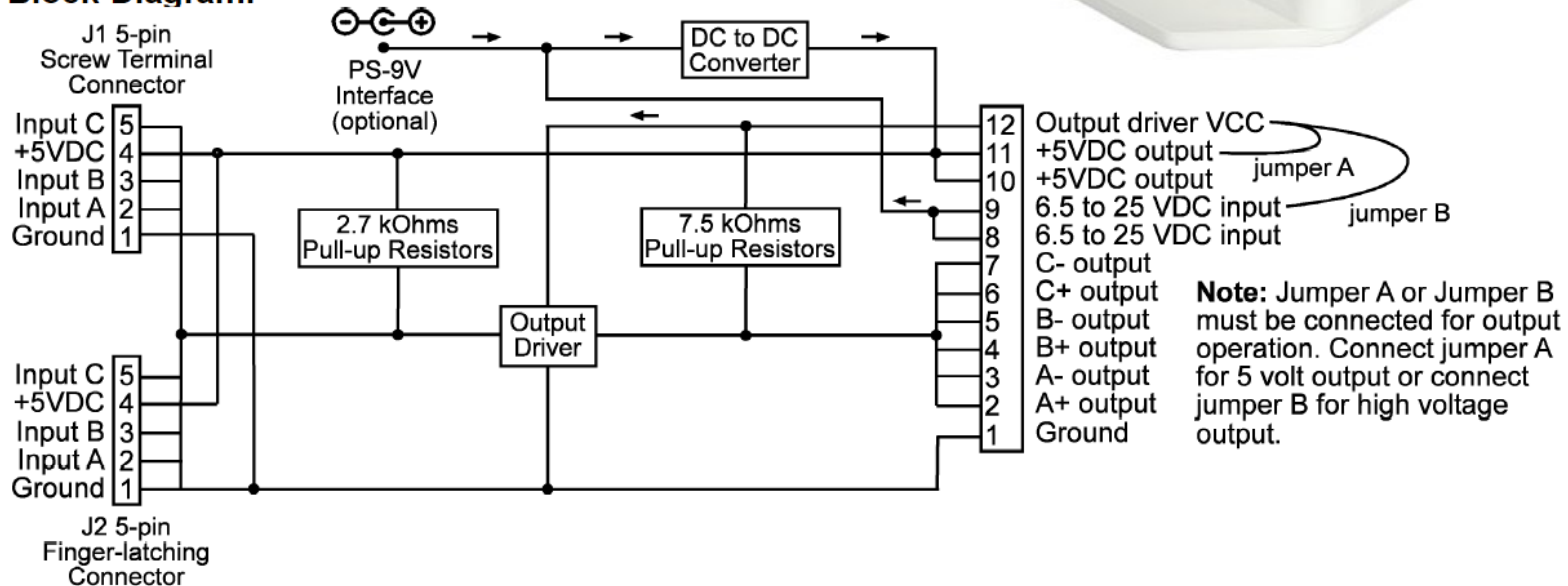 Block Diagram:
J1 5-pin
Screw Terminal
Connector
Input C 5
+5VDC 4
Input B 3
Input A 2
Ground 1
PS-9V
Interface
(optional)
DC to DC
Converter
2.7 kOhms
Pull-up Resistors
7.5 kOhms
Pull-up Resistors
Output
Driver
12 Output driver VCC
11 +5VDC output
10 +5VDC output
9 6.5 to 25 VDC input
8 6.5 to 25 VDC input
7 C- output
6 C+ output
5 B- output
4 B+ output
3 A- output
2 A+ output
1 Ground
jumper A
jumper B
Note: Jumper A or Jumper B
must be connected for output
operation. Connect jumper A
for 5 volt output or connect
jumper B for high voltage
output.
Input C 5
+5VDC 4
Input B 3
Input A 2
Ground 1
J2 5-pin
Finger-latching
Connector